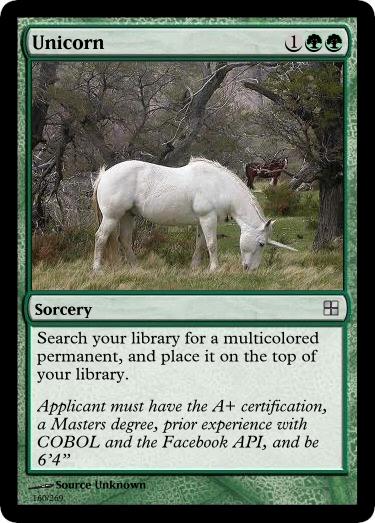 Unicorn 1
Sorcery
Search your library for a multicolored
permanent, and place it on the top of
your library.
Applicant must have the A+ certification,
a Masters degree, prior experience with
COBOL and the Facebook API, and be
6'4"
Source Unknown
160/269